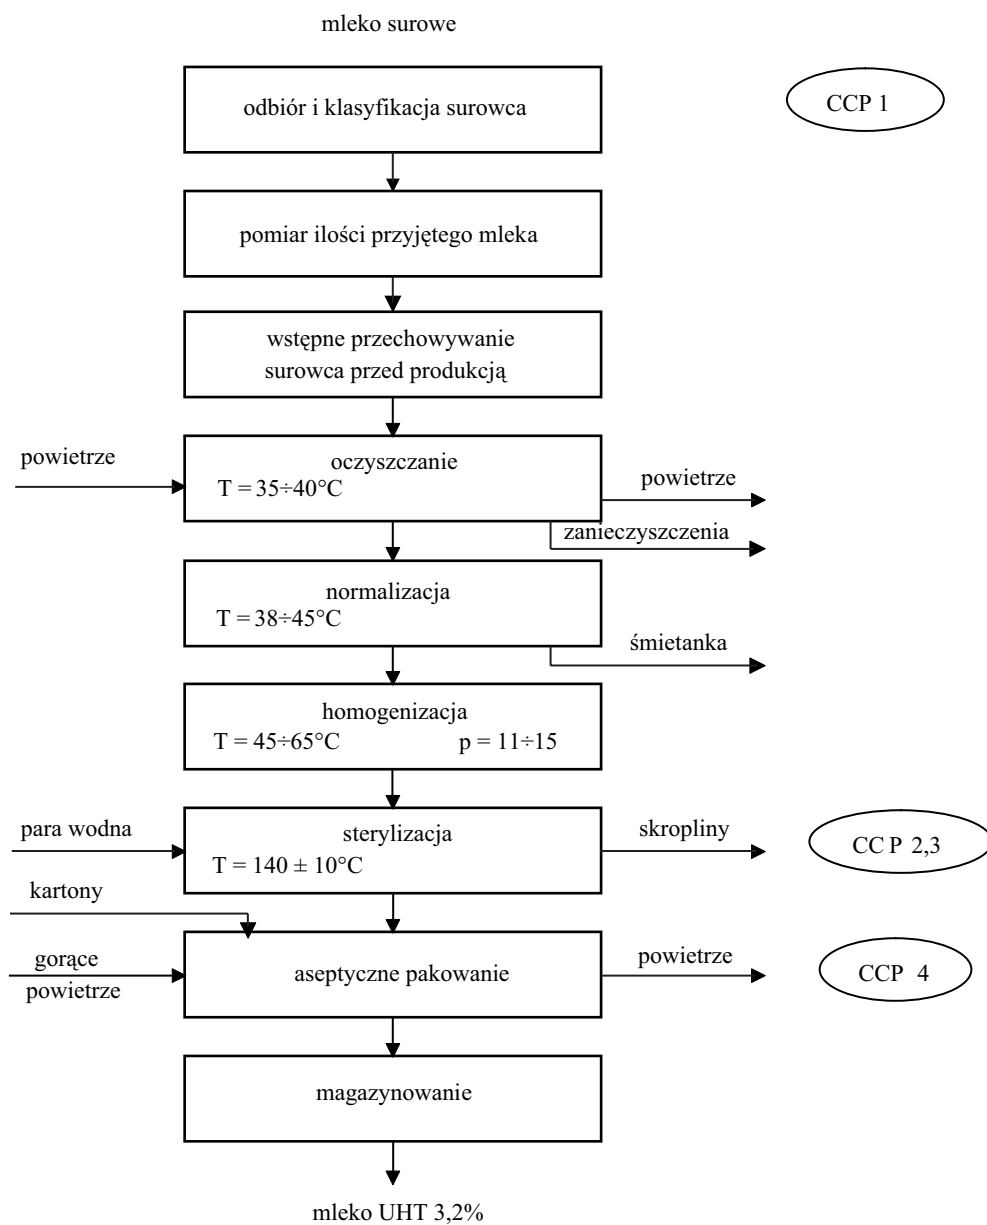 mleko surowe
odbiór i klasyfikacja surowca
CCP 1
pomiar ilości przyjętego mleka
wstępne przechowywanie
surowca przed produkcją
powietrze
oczyszczanie
T = 35÷40°C
powietrze
zanieczyszczenia
normalizacja
T = 38÷45°C
śmietanka
homogenizacja
T = 45÷65°C p = 11÷15
para wodna
sterylizacja
T = 140 ± 10°C
skropliny
CC P 2,3
kartony
gorące
powietrze
aseptyczne pakowanie
powietrze
CCP 4
magazynowanie
mleko UHT 3,2%